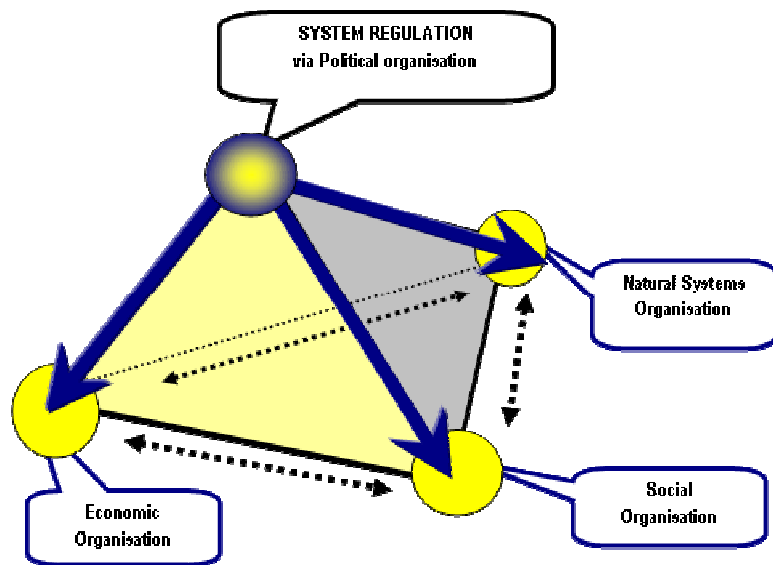 SYSTEM REGULATION
via Political organisation
Natural Systems
Organisation
Economic
Organisation
Social
Organisation